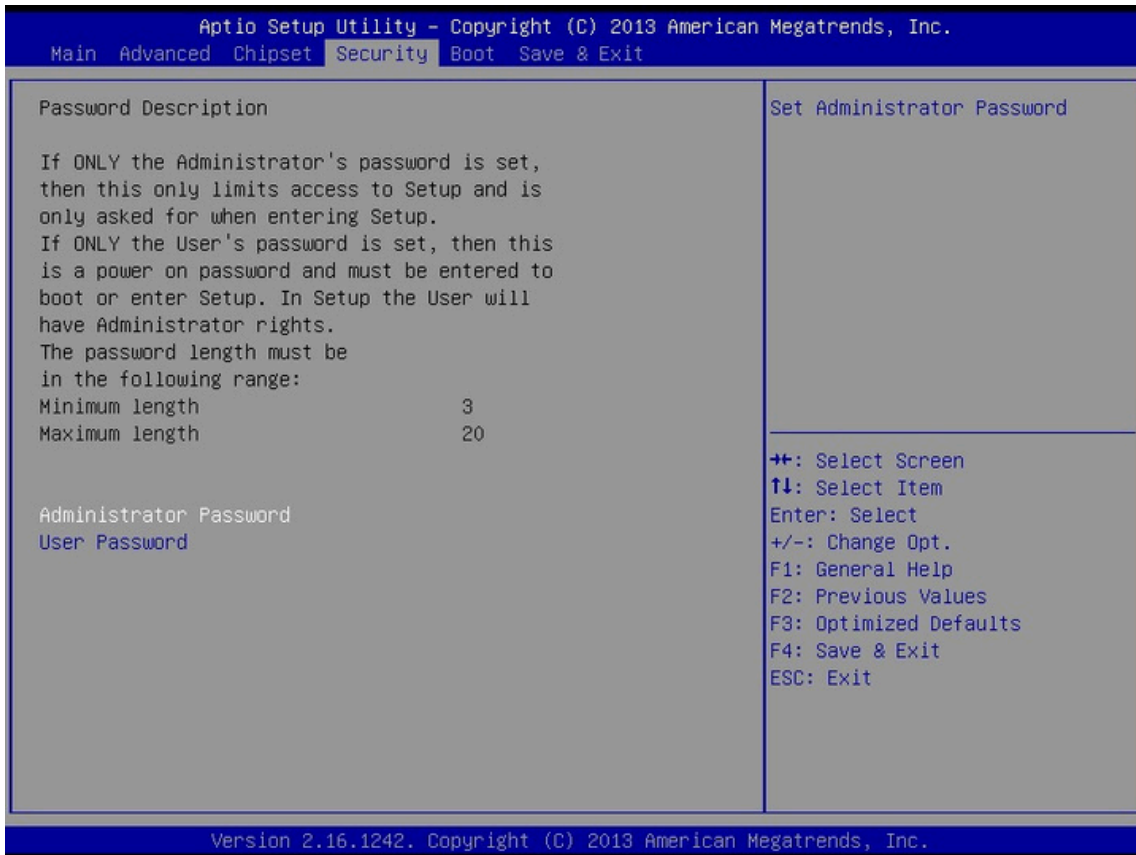 Aptio Setup Utility – Copyright (C) 2013 American Megatrends, Inc.
Main Advanced Chipset Security Boot Save & Exit
Password Description
If ONLY the Administrator's password is set,
then this only limits access to Setup and is
only asked for when entering Setup.
If ONLY the User's password is set, then this
is a power on password and must be entered to
boot or enter Setup. In Setup the User will
have Administrator rights.
The password length must be
in the following range:
Minimum length 3
Maximum length 20
Administrator Password
User Password
Set Administrator Password
→←: Select Screen
↑↓: Select Item
Enter: Select
+/-: Change Opt.
F1: General Help
F2: Previous Values
F3: Optimized Defaults
F4: Save & Exit
ESC: Exit
Version 2.16.1242. Copyright (C) 2013 American Megatrends, Inc.